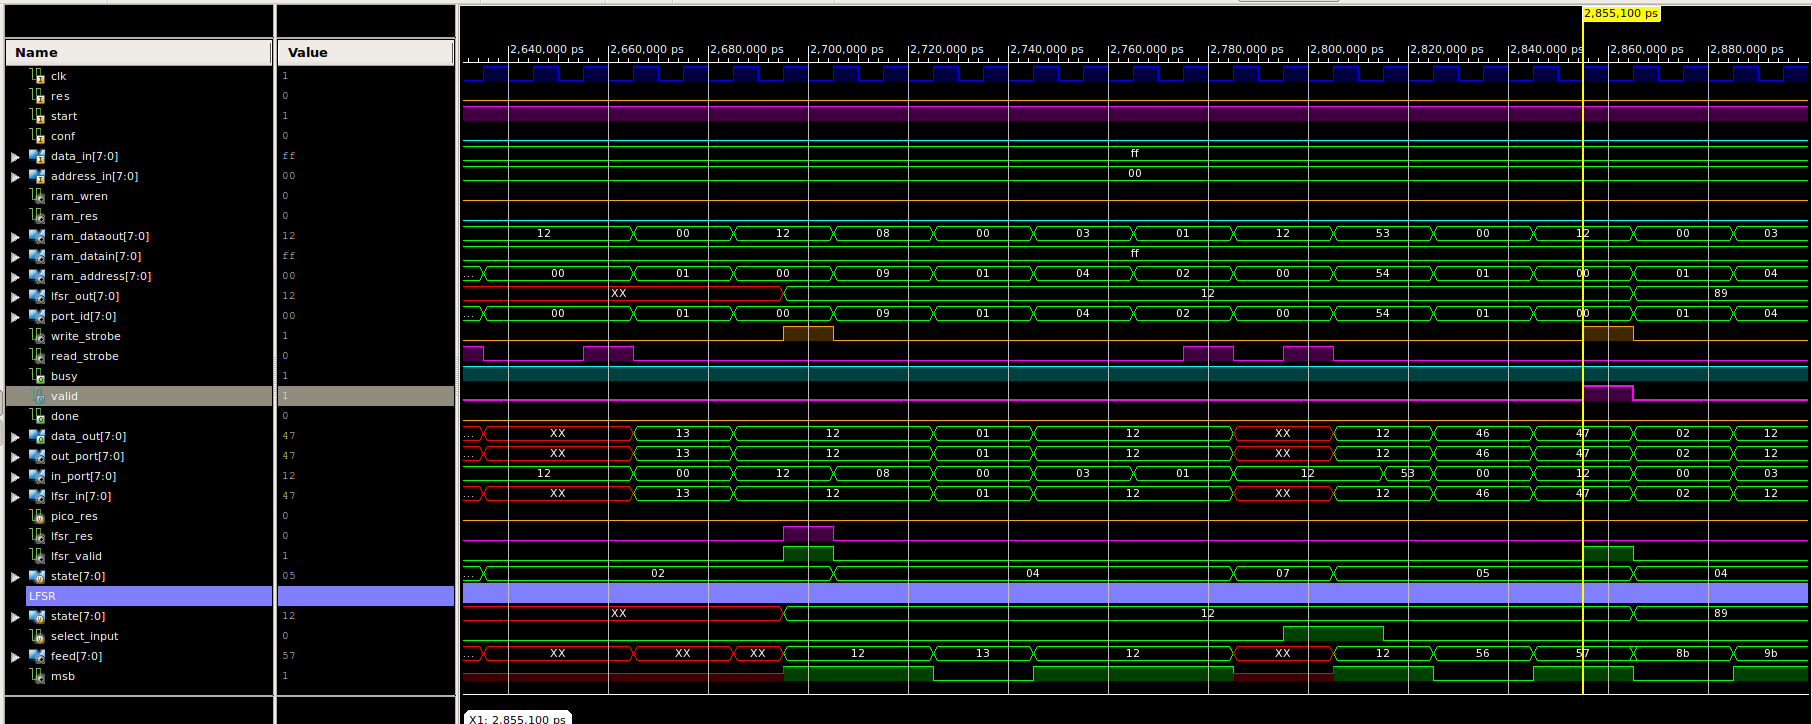 2,855,100 ps
Name Value 2,640,000 ps 2,660,000 ps 2,680,000 ps 2,700,000 ps 2,720,000 ps 2,740,000 ps 2,760,000 ps 2,780,000 ps 2,800,000 ps 2,820,000 ps 2,840,000 ps 2,860,000 ps 2,880,000 ps
clk 1
res 0
start 1
conf 0
data_in[7:0] ff ff
address_in[7:0] 00 00
ram_wren 0
ram_res 0
ram_dataout[7:0] 12 12 00 12 08 00 03 01 12 53 00 12 00 03
ram_datain[7:0] ff ff
ram_address[7:0] 00 ... 00 01 00 09 01 04 02 00 54 01 00 01 04
lfsr_out[7:0] 12 XX 12 89
port_id[7:0] 00 ... 00 01 00 09 01 04 02 00 54 01 00 01 04
write_strobe 1
read_strobe 0
busy 1
valid 1
done 0
data_out[7:0] 47 ... XX 13 12 01 12 XX 12 46 47 02 12
out_port[7:0] 47 ... XX 13 12 01 12 XX 12 46 47 02 12
in_port[7:0] 12 12 00 12 08 00 03 01 12 53 00 12 00 03
lfsr_in[7:0] 47 ... XX 13 12 01 12 XX 12 46 47 02 12
pico_res 0
lfsr_res 0
lfsr_valid 1
state[7:0] 05 ... 02 04 07 05 04
LFSR
state[7:0] 12 XX 12 89
select_input 0
feed[7:0] 57 ... XX XX XX 12 13 12 XX 12 56 57 8b 9b
msb 1
X1: 2,855,100 ps